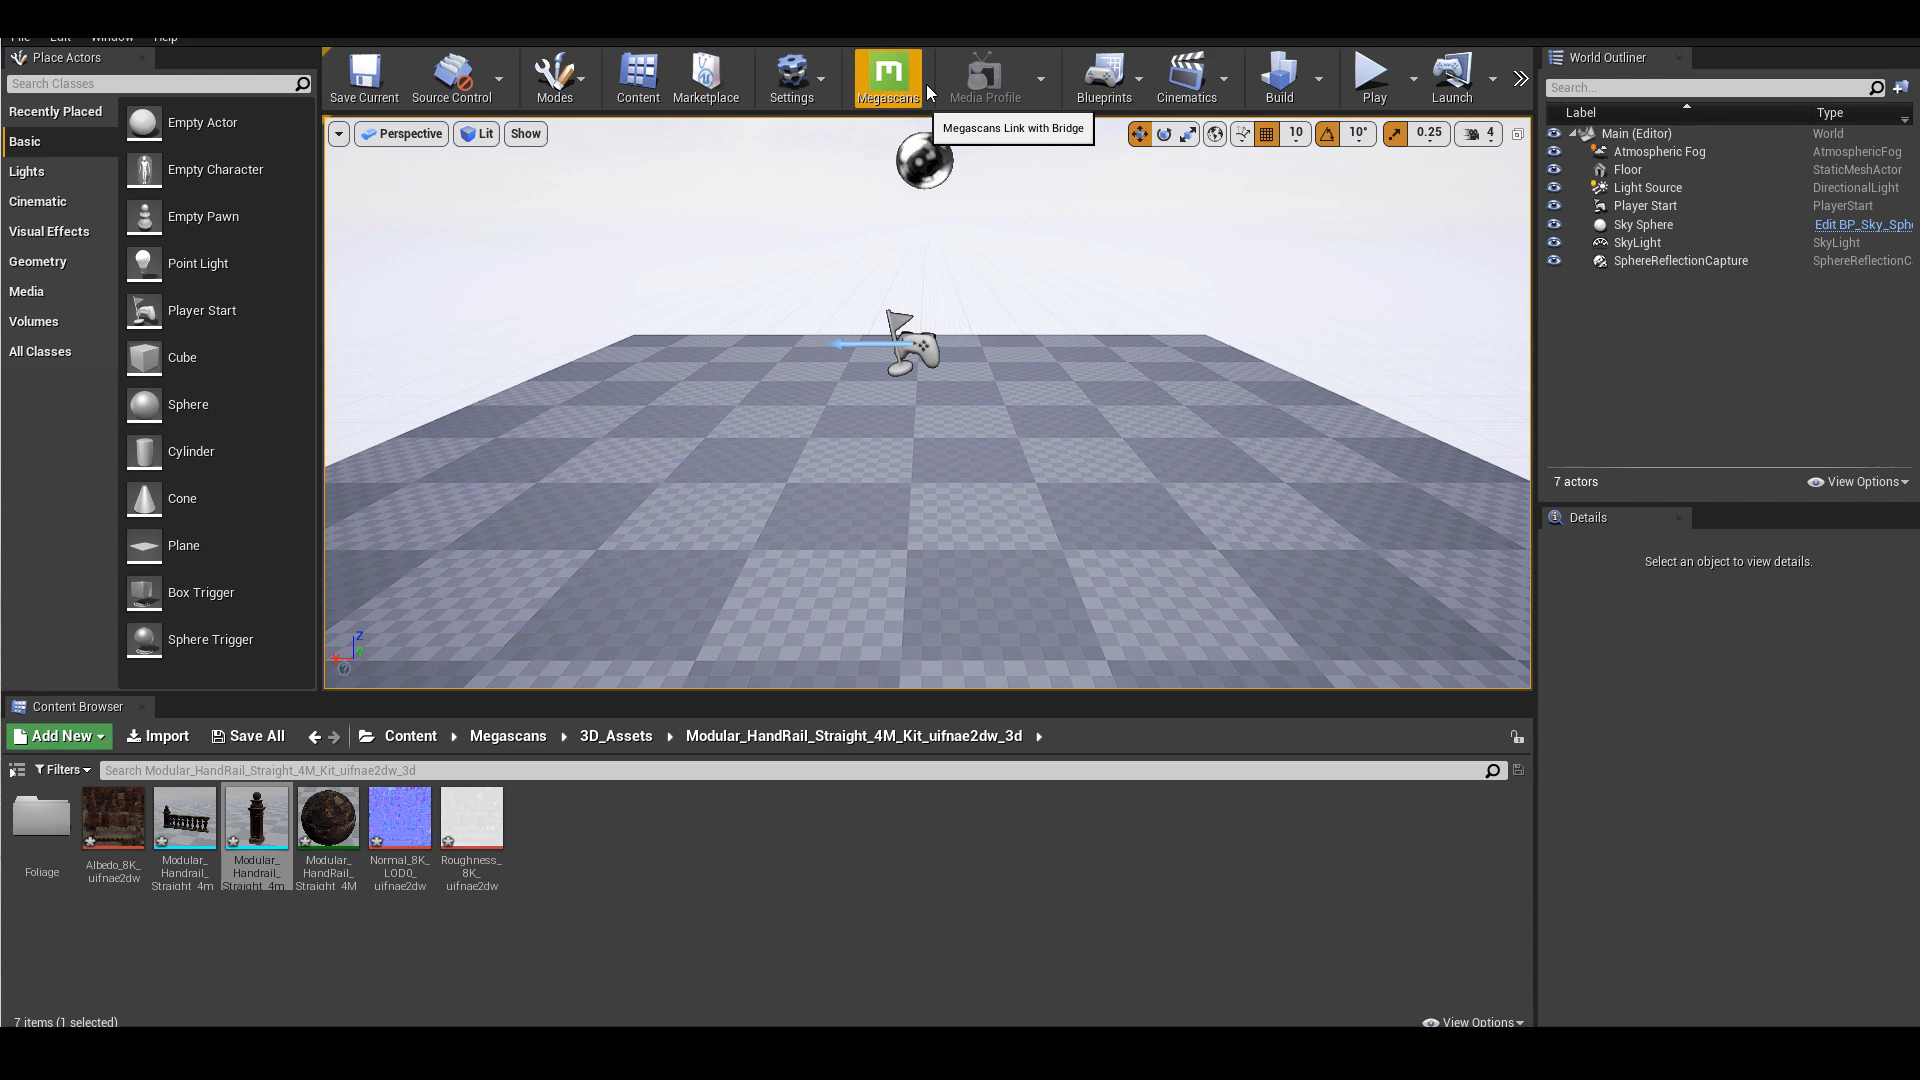 File Edit Window Help
Place Actors
Search Classes
Recently Placed
Basic
Lights
Cinematic
Visual Effects
Geometry
Media
Volumes
All Classes
Empty Actor
Empty Character
Empty Pawn
Point Light
Player Start
Cube
Sphere
Cylinder
Cone
Plane
Box Trigger
Sphere Trigger
Save Current
Source Control
Modes
Content
Marketplace
Settings
Megascans
Media Profile
Blueprints
Cinematics
Build
Play
Launch
Megascans Link with Bridge
Perspective
Lit
Show
10
10°
0.25
4
Z
World Outliner
Search...
Label Type
Main (Editor) World
Atmospheric Fog AtmosphericFog
Floor StaticMeshActor
Light Source DirectionalLight
Player Start PlayerStart
Sky Sphere Edit BP_Sky_Sphe
SkyLight SkyLight
SphereReflectionCapture SphereReflectionC
7 actors
View Options
Details
Select an object to view details.
Content Browser
Add New
Import
Save All
Content
Megascans
3D_Assets
Modular_HandRail_Straight_4M_Kit_uifnae2dw_3d
Filters
Search Modular_HandRail_Straight_4M_Kit_uifnae2dw_3d
Foliage
Albedo_8K_
uifnae2dw
Modular_
Handrail_
Straight_4m
Modular_
Handrail_
Straight_4m
Modular_
HandRail_
Straight_4M
Normal_8K_
LOD0_
uifnae2dw
Roughness_
8K_
uifnae2dw
7 items (1 selected)
View Options